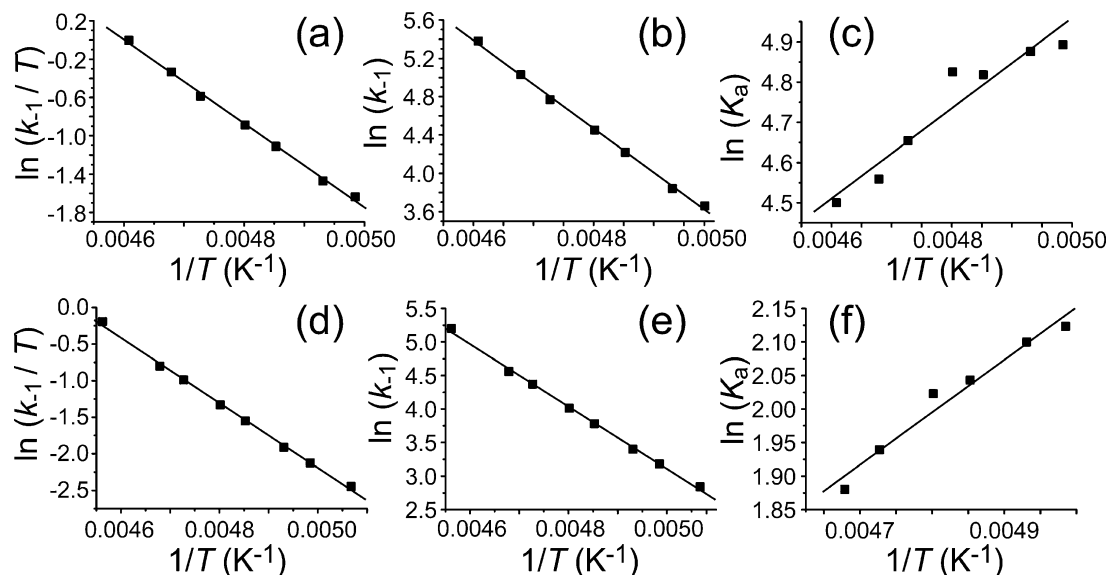 (a)
ln (k-1 / T)
0.2
-0.2
-0.6
-1.0
-1.4
-1.8
0.0046 0.0048 0.0050
1/T (K-1)
(b)
ln (k-1)
5.6
5.2
4.8
4.4
4.0
3.6
0.0046 0.0048 0.0050
1/T (K-1)
(c)
ln (Ka)
4.9
4.8
4.7
4.6
4.5
0.0046 0.0048 0.0050
1/T (K-1)
(d)
ln (k-1 / T)
0.0
-0.5
-1.0
-1.5
-2.0
-2.5
0.0046 0.0048 0.0050
1/T (K-1)
(e)
ln (k-1)
5.5
5.0
4.5
4.0
3.5
3.0
2.5
0.0046 0.0048 0.0050
1/T (K-1)
(f)
ln (Ka)
2.15
2.10
2.05
2.00
1.95
1.90
1.85
0.0047 0.0049
1/T (K-1)